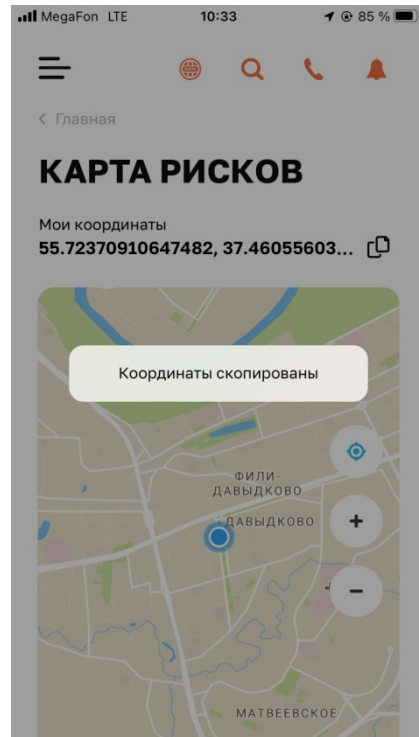 MegaFon LTE 10:33 85 %
Главная
КАРТА РИСКОВ
Мои координаты
55.72370910647482, 37.46055603...
Координаты скопированы
ФИЛИ-
ДАВЫДКОВО
ДАВЫДКОВО
МАТВЕЕВСКОЕ